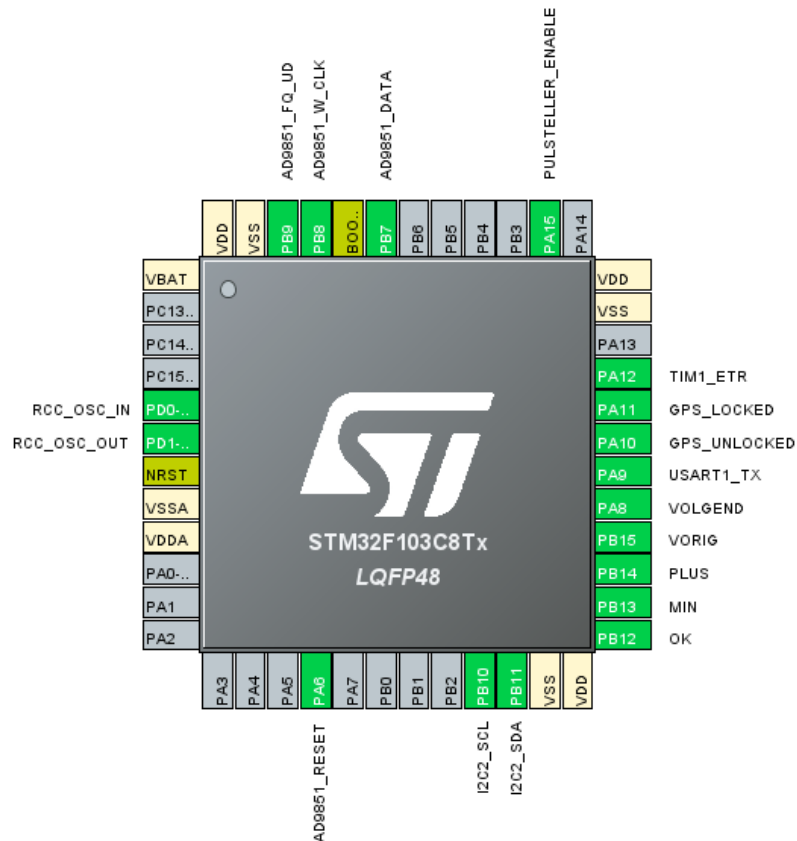 AD9851_FQ_UD
AD9851_W_CLK
AD9851_DATA
PULSTELLER_ENABLE
VDD
VSS
PB9
PB8
BOO..
PB7
PB6
PB5
PB4
PB3
PA15
PA14
VBAT
PC13..
PC14..
PC15..
RCC_OSC_IN PD0-..
RCC_OSC_OUT PD1-..
NRST
VSSA
VDDA
PA0-..
PA1
PA2
STM32F103C8Tx
LQFP48
VDD
VSS
PA13
PA12 TIM1_ETR
PA11 GPS_LOCKED
PA10 GPS_UNLOCKED
PA9 USART1_TX
PA8 VOLGEND
PB15 VORIG
PB14 PLUS
PB13 MIN
PB12 OK
PA3
PA4
PA5
PA6
PA7
PB0
PB1
PB2
PB10
PB11
VSS
VDD
AD9851_RESET
I2C2_SCL
I2C2_SDA